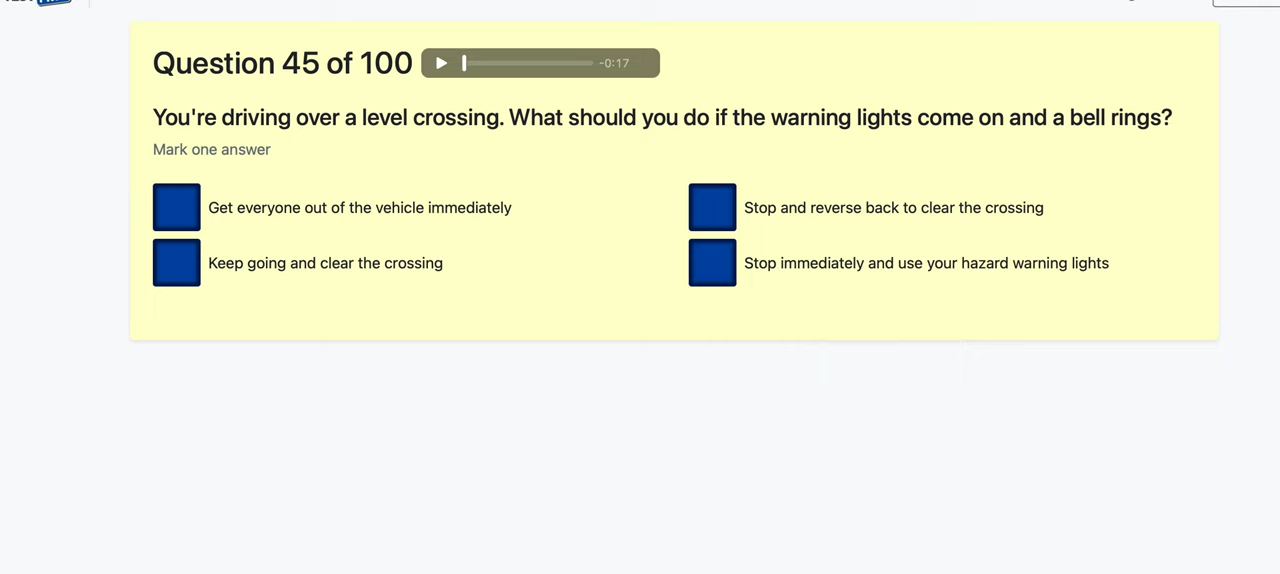 Question 45 of 100
-0:17
You're driving over a level crossing. What should you do if the warning lights come on and a bell rings?
Mark one answer
Get everyone out of the vehicle immediately
Stop and reverse back to clear the crossing
Keep going and clear the crossing
Stop immediately and use your hazard warning lights